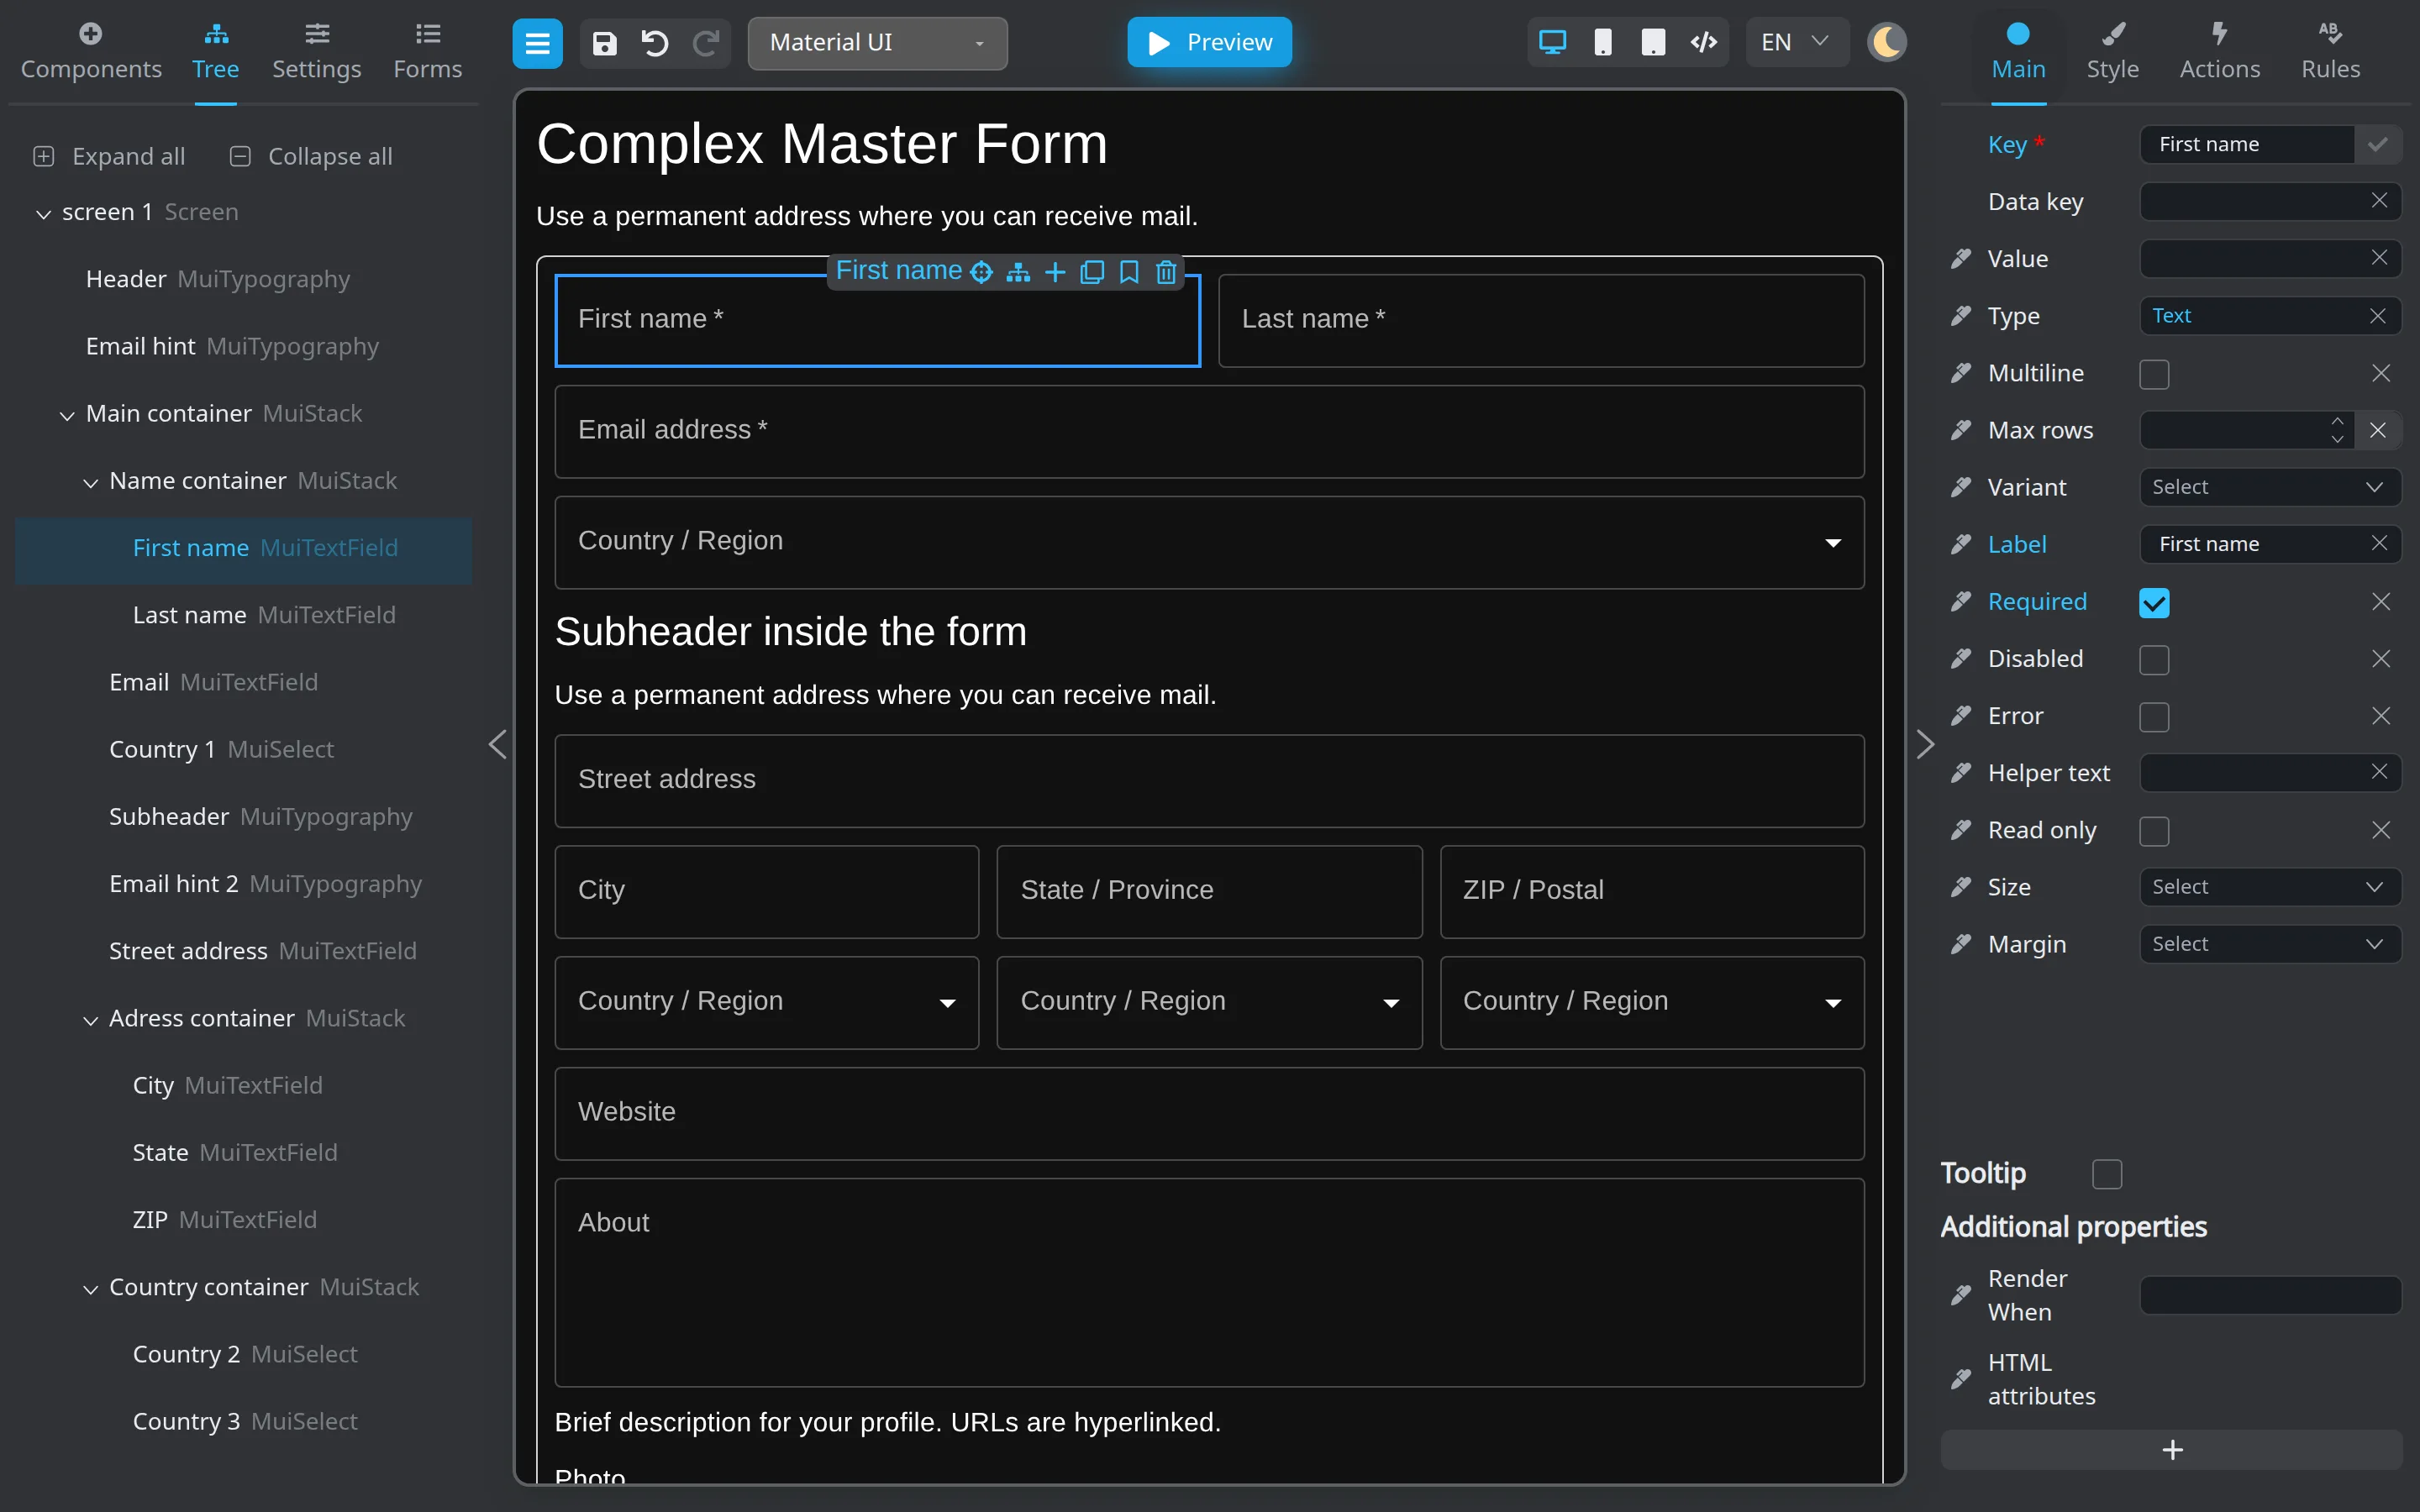 Components Tree Settings Forms
Expand all Collapse all
screen 1 Screen
Header MuiTypography
Email hint MuiTypography
Main container MuiStack
Name container MuiStack
First name MuiTextField
Last name MuiTextField
Email MuiTextField
Country 1 MuiSelect
Subheader MuiTypography
Email hint 2 MuiTypography
Street address MuiTextField
Adress container MuiStack
City MuiTextField
State MuiTextField
ZIP MuiTextField
Country container MuiStack
Country 2 MuiSelect
Country 3 MuiSelect
Material UI
Preview
EN
Complex Master Form
Use a permanent address where you can receive mail.
First name
First name *
Last name *
Email address *
Country / Region
Subheader inside the form
Use a permanent address where you can receive mail.
Street address
City
State / Province
ZIP / Postal
Country / Region
Country / Region
Country / Region
Website
About
Brief description for your profile. URLs are hyperlinked.
Photo
Main Style Actions Rules
Key * First name
Data key
Value
Type Text
Multiline
Max rows
Variant Select
Label First name
Required
Disabled
Error
Helper text
Read only
Size Select
Margin Select
Tooltip
Additional properties
Render
When
HTML
attributes